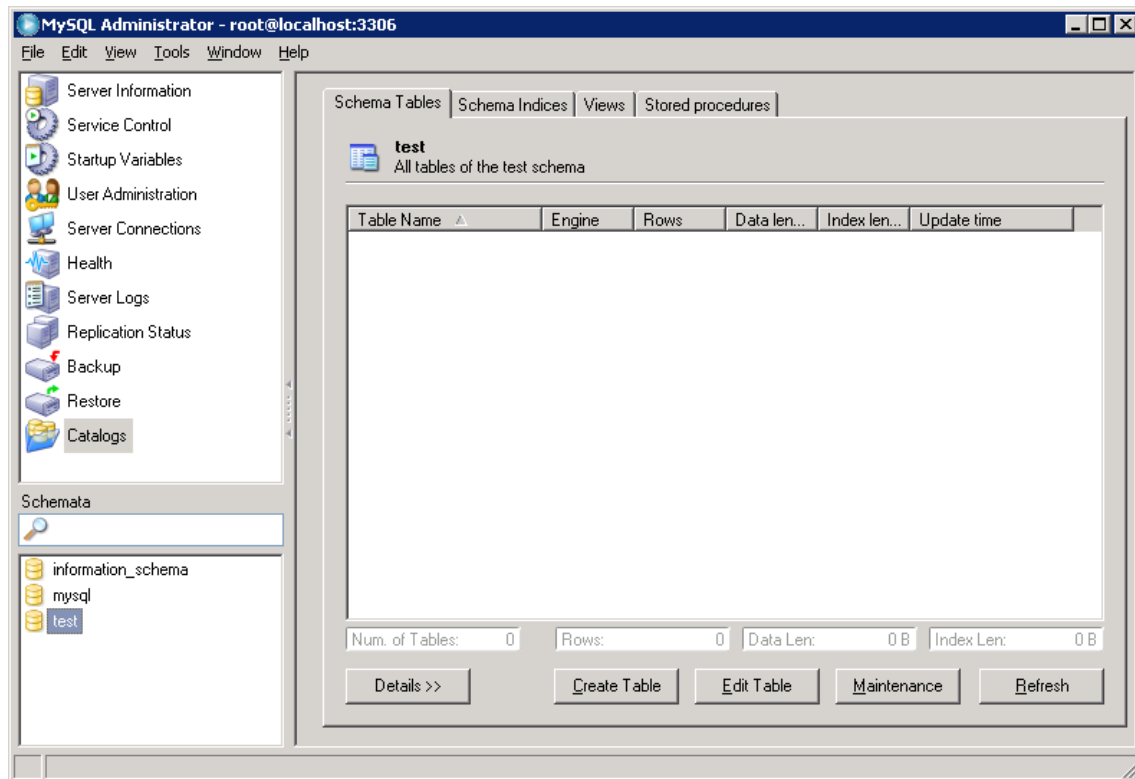 MySQL Administrator - root@localhost:3306
File Edit View Tools Window Help
Server Information
Service Control
Startup Variables
User Administration
Server Connections
Health
Server Logs
Replication Status
Backup
Restore
Catalogs
Schemata
information_schema
mysql
test
Schema Tables Schema Indices Views Stored procedures
test
All tables of the test schema
Table Name Engine Rows Data len... Index len... Update time
Num. of Tables: 0 Rows: 0 Data Len: 0 B Index Len: 0 B
Details >> Create Table Edit Table Maintenance Refresh